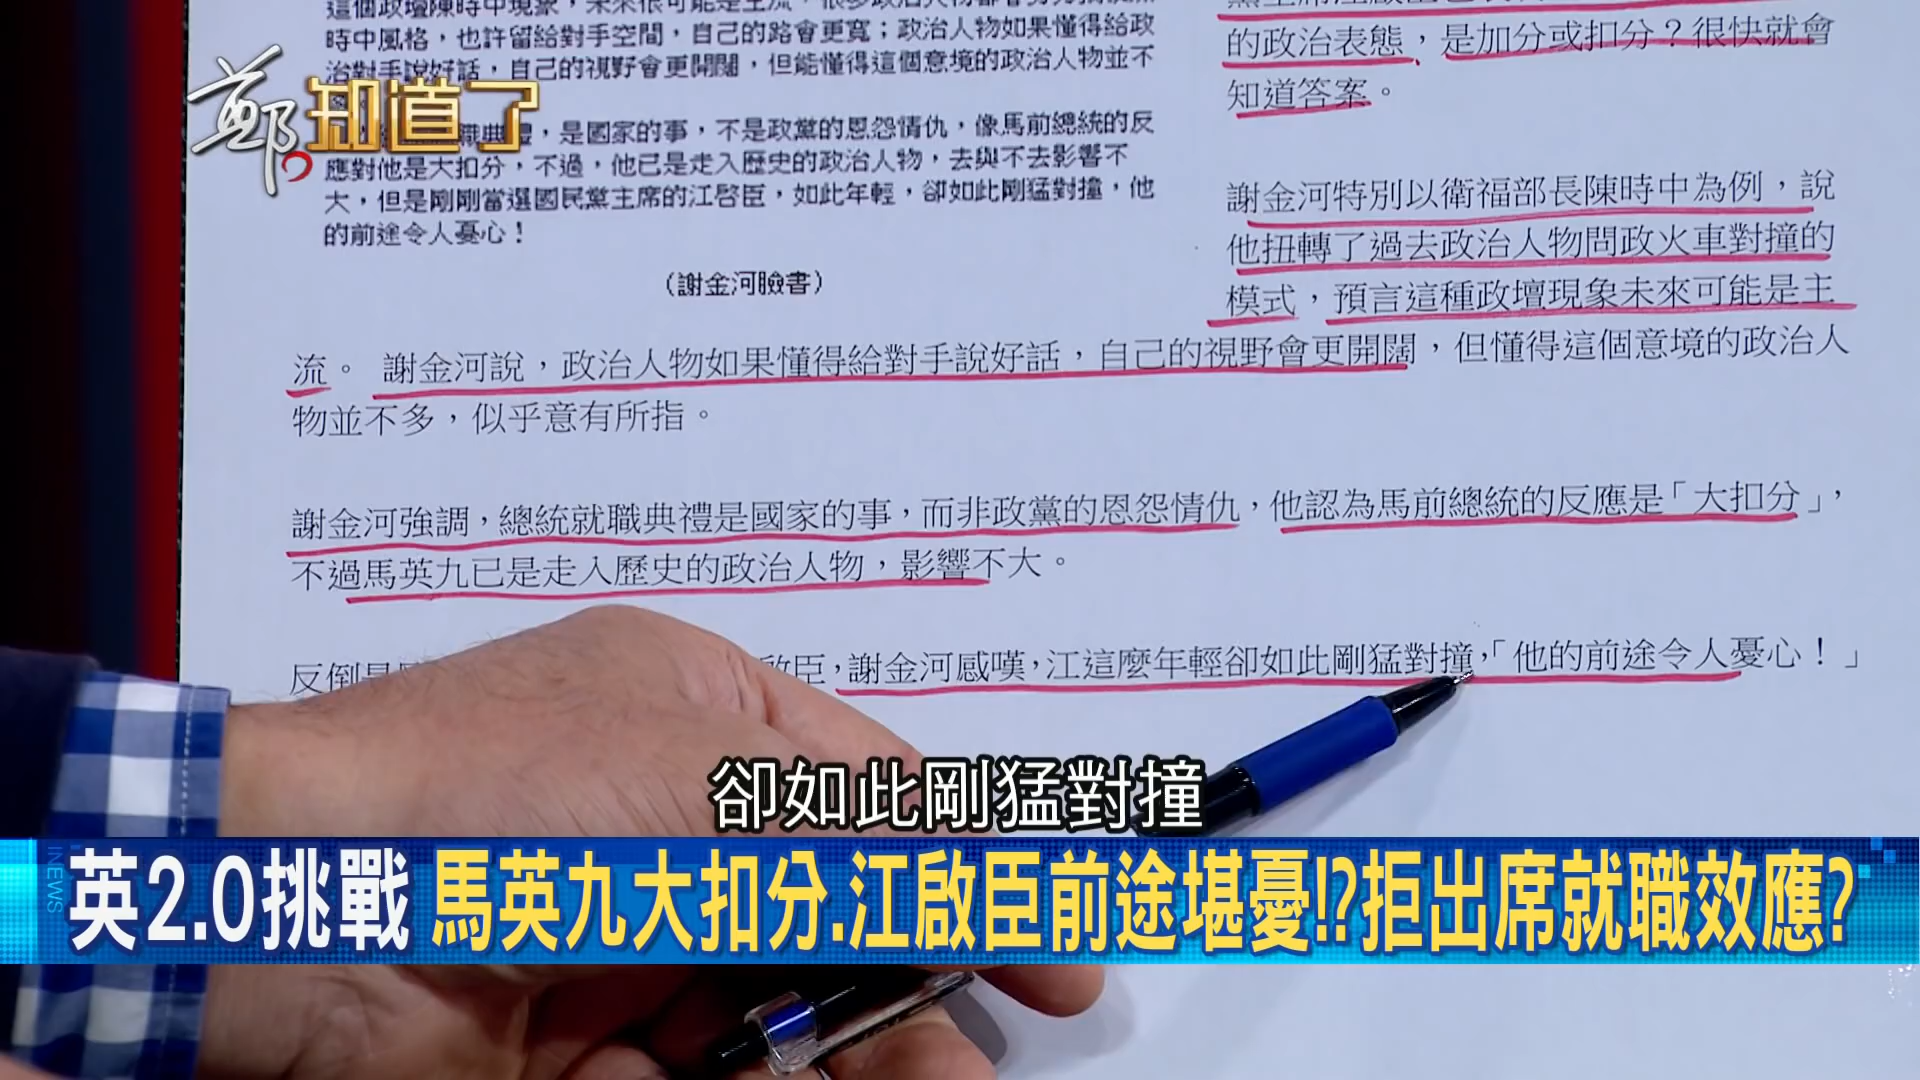 時中風格，也許留給對手空間，自己的路會更寬；政治人物如果懂得給政
治對手說好話，自己的視野會更開闊，但能懂得這個意境的政治人物並不
鄭知道了
職典禮，是國家的事，不是政黨的恩怨情仇，像馬前總統的反
應對他是大扣分，不過，他已是走入歷史的政治人物，去與不去影響不
大，但是剛剛當選國民黨主席的江啓臣，如此年輕，卻如此剛猛對撞，他
的前途令人憂心！
（謝金河臉書）
的政治表態，是加分或扣分？很快就會
知道答案。
謝金河特別以衛福部長陳時中為例，說
他扭轉了過去政治人物問政火車對撞的
模式，預言這種政壇現象未來可能是主
流。 謝金河說，政治人物如果懂得給對手說好話，自己的視野會更開闊，但懂得這個意境的政治人
物並不多，似乎意有所指。
謝金河強調，總統就職典禮是國家的事，而非政黨的恩怨情仇，他認為馬前總統的反應是「大扣分」，
不過馬英九已是走入歷史的政治人物，影響不大。
反倒是 啟臣，謝金河感嘆，江這麼年輕卻如此剛猛對撞，「他的前途令人憂心！」
卻如此剛猛對撞
INEWS
英2.0挑戰 馬英九大扣分.江啟臣前途堪憂!!?拒出席就職效應?